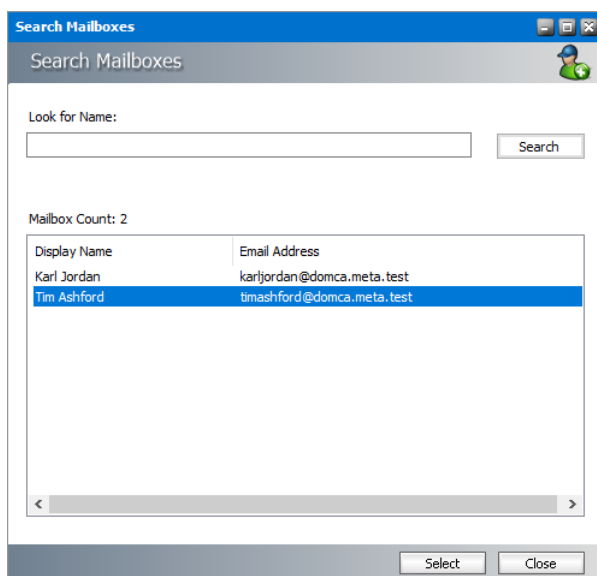 Search Mailboxes
Search Mailboxes
Look for Name:
Search
Mailbox Count: 2
Display Name Email Address
Karl Jordan karljordan@domca.meta.test
Tim Ashford timashford@domca.meta.test
Select Close